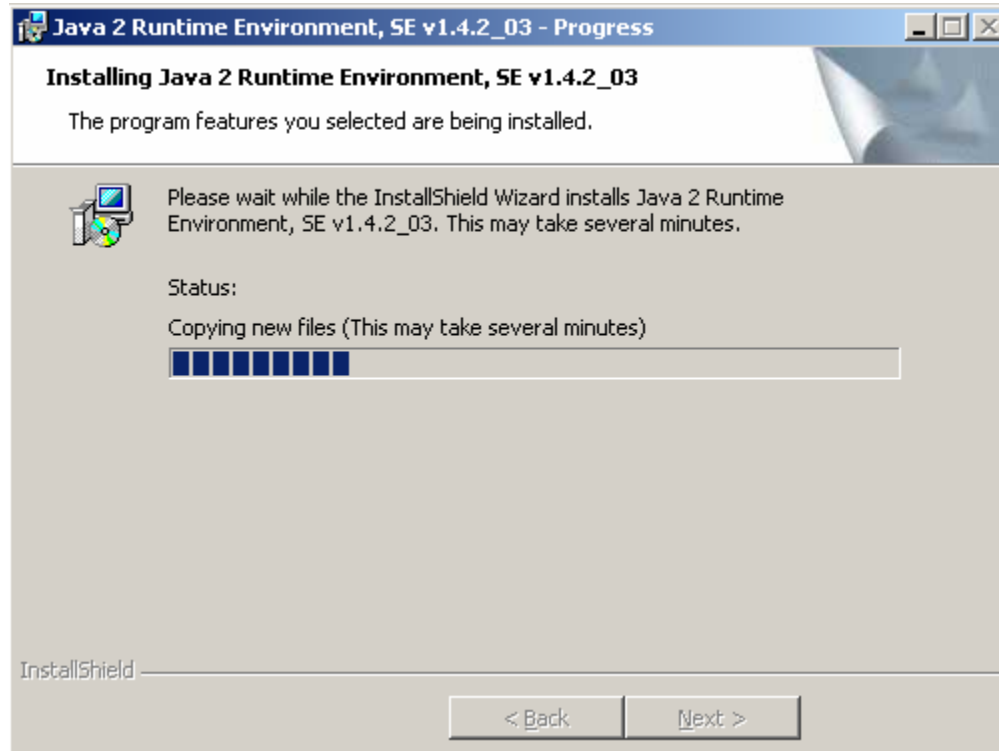 Java 2 Runtime Environment, SE v1.4.2_03 - Progress
Installing Java 2 Runtime Environment, SE v1.4.2_03
The program features you selected are being installed.
Please wait while the InstallShield Wizard installs Java 2 Runtime
Environment, SE v1.4.2_03. This may take several minutes.
Status:
Copying new files (This may take several minutes)
InstallShield
< Back
Next >